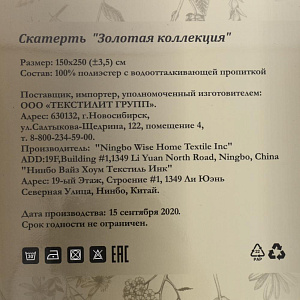 Скатерть "Золотая коллекция"
Размер: 150х250 (±3,5) см
Состав: 100% полиэстер с водоотталкивающей пропиткой
Поставщик, импортер, уполномоченный изготовителем:
ООО «ТЕКСТИЛИТ ГРУПП».
Адрес: 630132, г.Новосибирск,
ул.Салтыкова-Щедрина, 122, помещение
4, т. 8-800-234-59-00.
Производитель: "Ningbo Wise Home Textile Inc"
ADD:19F,Building #1,1349 Li Yuan North Road, Ningbo, China
"Нинбо Вайз Хоум Текстиль Инк"
Адрес: 19-ый Этаж, Строение #1, 1349 Ли Юэнь
Северная Улица, Нинбо, Китай.
Дата производства: 15 сентября 2020.
Срок годности не ограничен.
30 EAC PAP